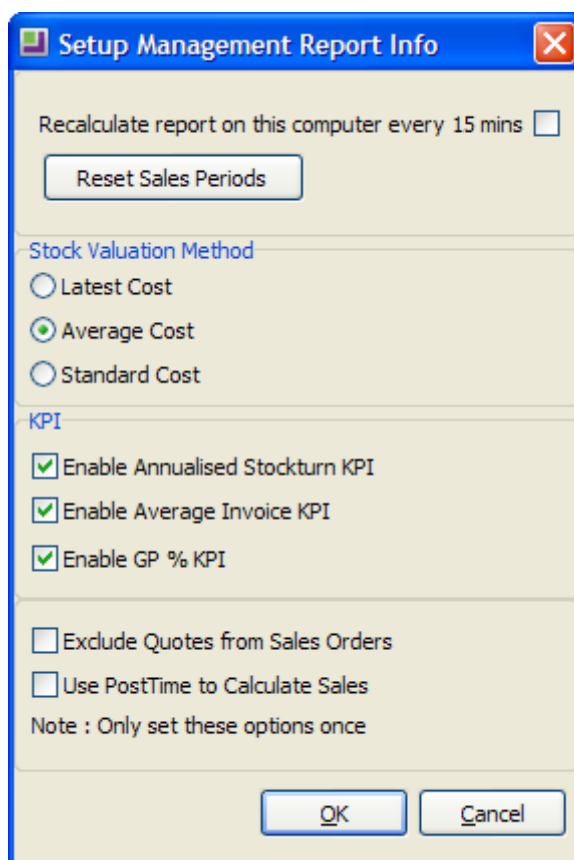 Setup Management Report Info
Recalculate report on this computer every 15 mins
Reset Sales Periods
Stock Valuation Method
Latest Cost
Average Cost
Standard Cost
KPI
Enable Annualised Stockturn KPI
Enable Average Invoice KPI
Enable GP % KPI
Exclude Quotes from Sales Orders
Use PostTime to Calculate Sales
Note : Only set these options once
OK Cancel